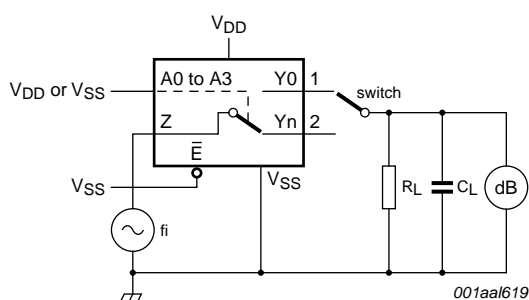 VDD
VDD or VSS
A0 to A3
Y0
1
switch
Z
Yn
2
E̅
VSS
VSS
RL
CL
dB
fi
001aal619